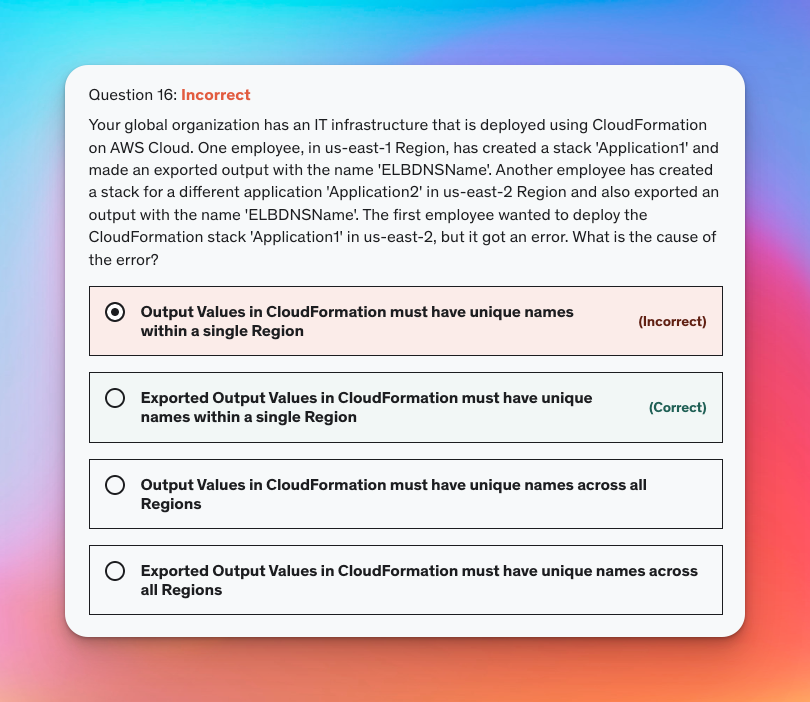 Question 16: Incorrect
Your global organization has an IT infrastructure that is deployed using CloudFormation
on AWS Cloud. One employee, in us-east-1 Region, has created a stack 'Application1' and
made an exported output with the name 'ELBDNSName'. Another employee has created
a stack for a different application 'Application2' in us-east-2 Region and also exported an
output with the name 'ELBDNSName'. The first employee wanted to deploy the
CloudFormation stack 'Application1' in us-east-2, but it got an error. What is the cause of
the error?
Output Values in CloudFormation must have unique names
within a single Region
(Incorrect)
Exported Output Values in CloudFormation must have unique
names within a single Region
(Correct)
Output Values in CloudFormation must have unique names across all
Regions
Exported Output Values in CloudFormation must have unique names across
all Regions